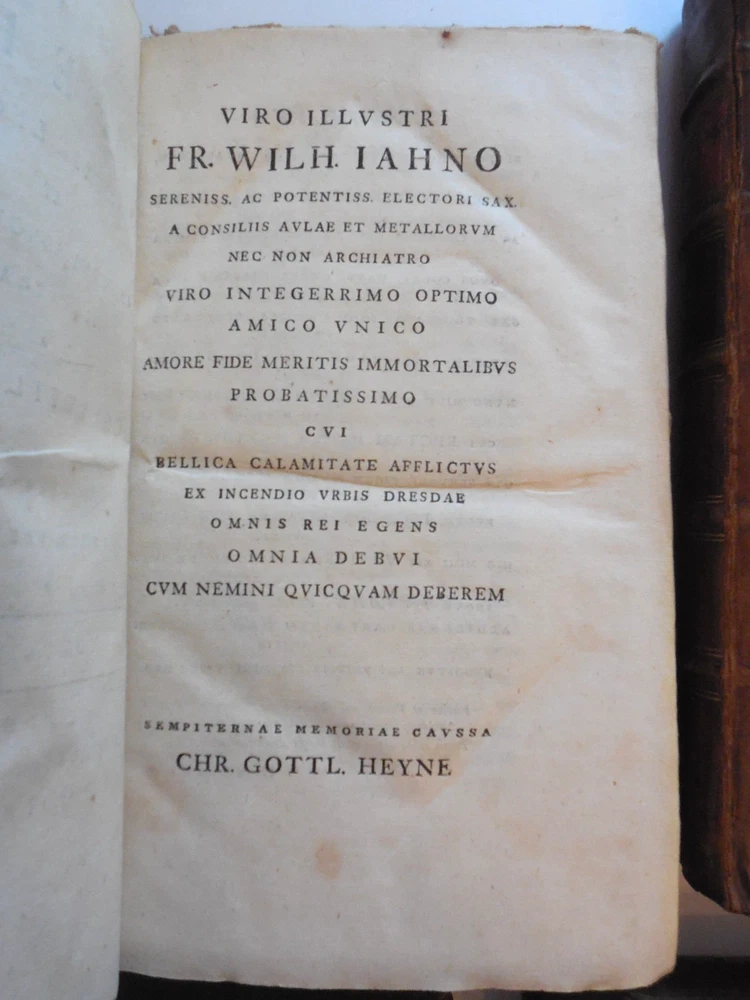 VIRO ILLVSTRI
FR. WILH. IAHNO
SERENISS. AC POTENTISS. ELECTORI SAX.
A CONSILIIS AVLAE ET METALLORVM
NEC NON ARCHIATRO
VIRO INTEGERRIMO OPTIMO
AMICO VNICO
AMORE FIDE MERITIS IMMORTALIBVS
PROBATISSIMO
CVI
BELLICA CALAMITATE AFFLICTVS
EX INCENDIO VRBIS DRESDAE
OMNIS REI EGENS
OMNIA DEBVI
CVM NEMINI QVICQVAM DEBEREM
SEMPITERNAE MEMORIAE CAVSSA
CHR. GOTTL. HEYNE